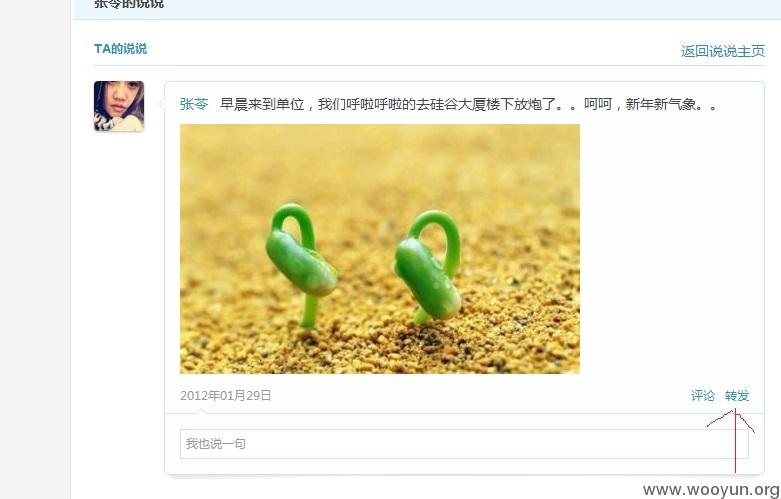 张苓的说说
TA的说说
返回说说主页
张苓 早晨来到单位，我们呼啦呼啦的去硅谷大厦楼下放炮了。。呵呵，新年新气象。。
2012年01月29日
评论 转发
我也说一句
www.wooyun.org